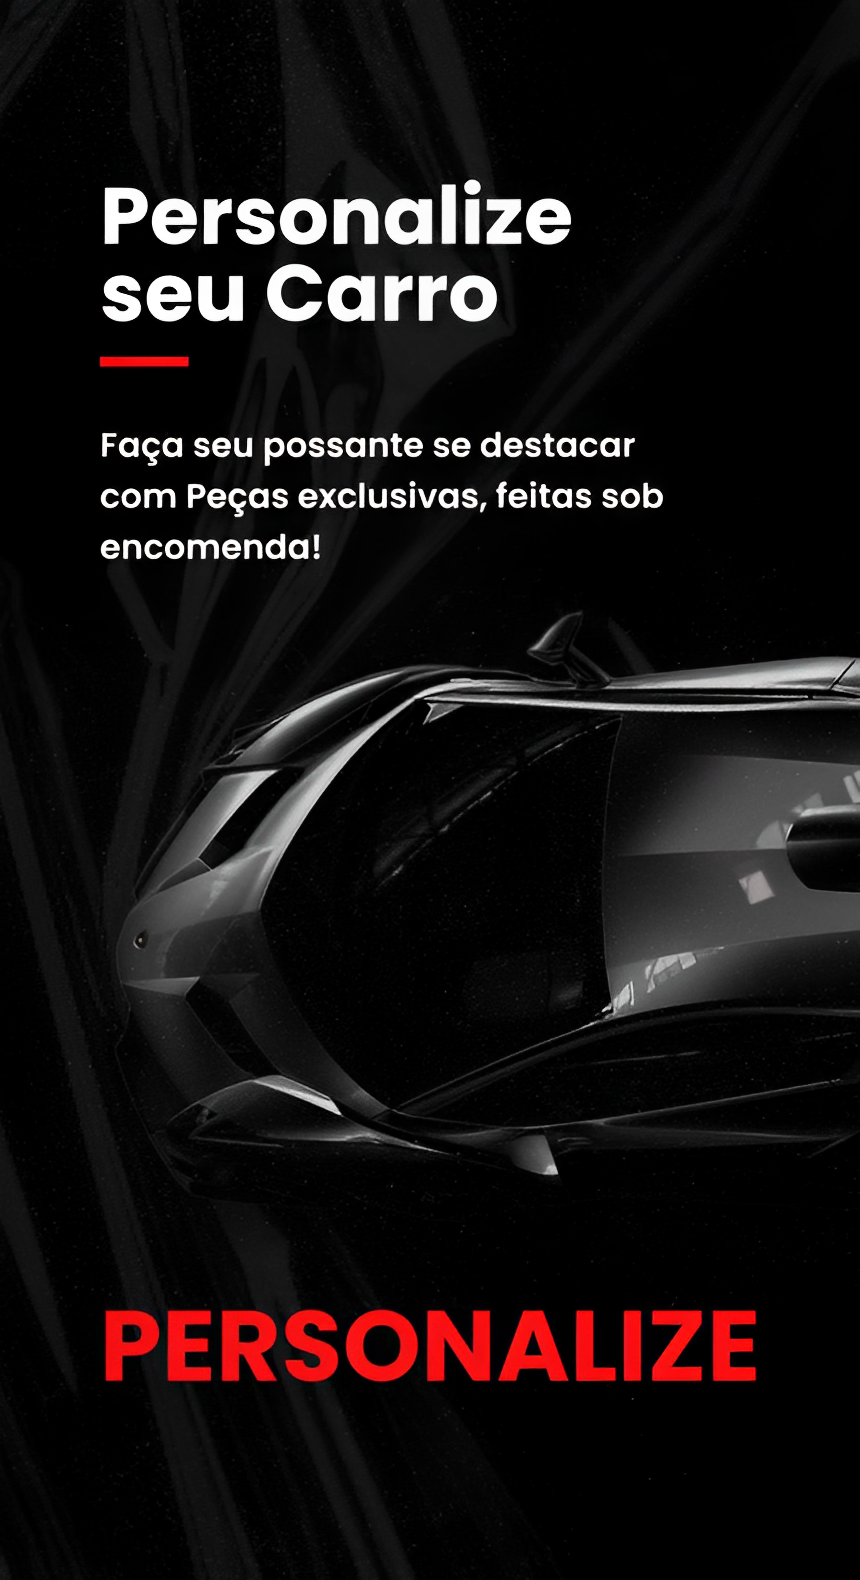 Personalize
seu Carro
Faça seu possante se destacar
com Peças exclusivas, feitas sob
encomenda!
PERSONALIZE